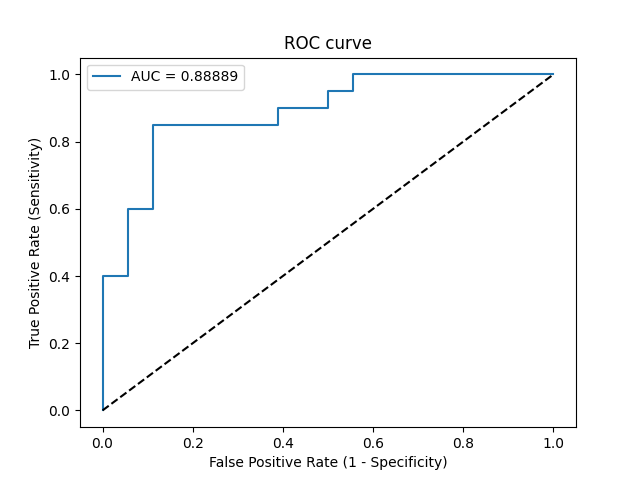 ROC curve
AUC = 0.88889
True Positive Rate (Sensitivity)
1.0
0.8
0.6
0.4
0.2
0.0
0.0 0.2 0.4 0.6 0.8 1.0
False Positive Rate (1 - Specificity)